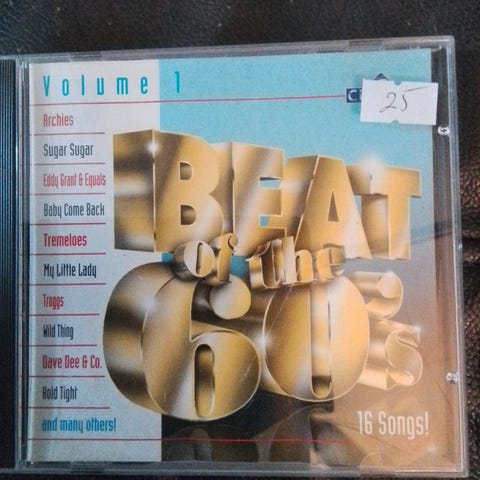 Volume 1
Archies
Sugar Sugar
Eddy Grant & Equals
Baby Come Back
Tremeloes
My Little Lady
Troggs
Wild Thing
Dave Dee & Co.
Hold Tight
and many others!
25
BEAT
of the
60's
16 Songs!